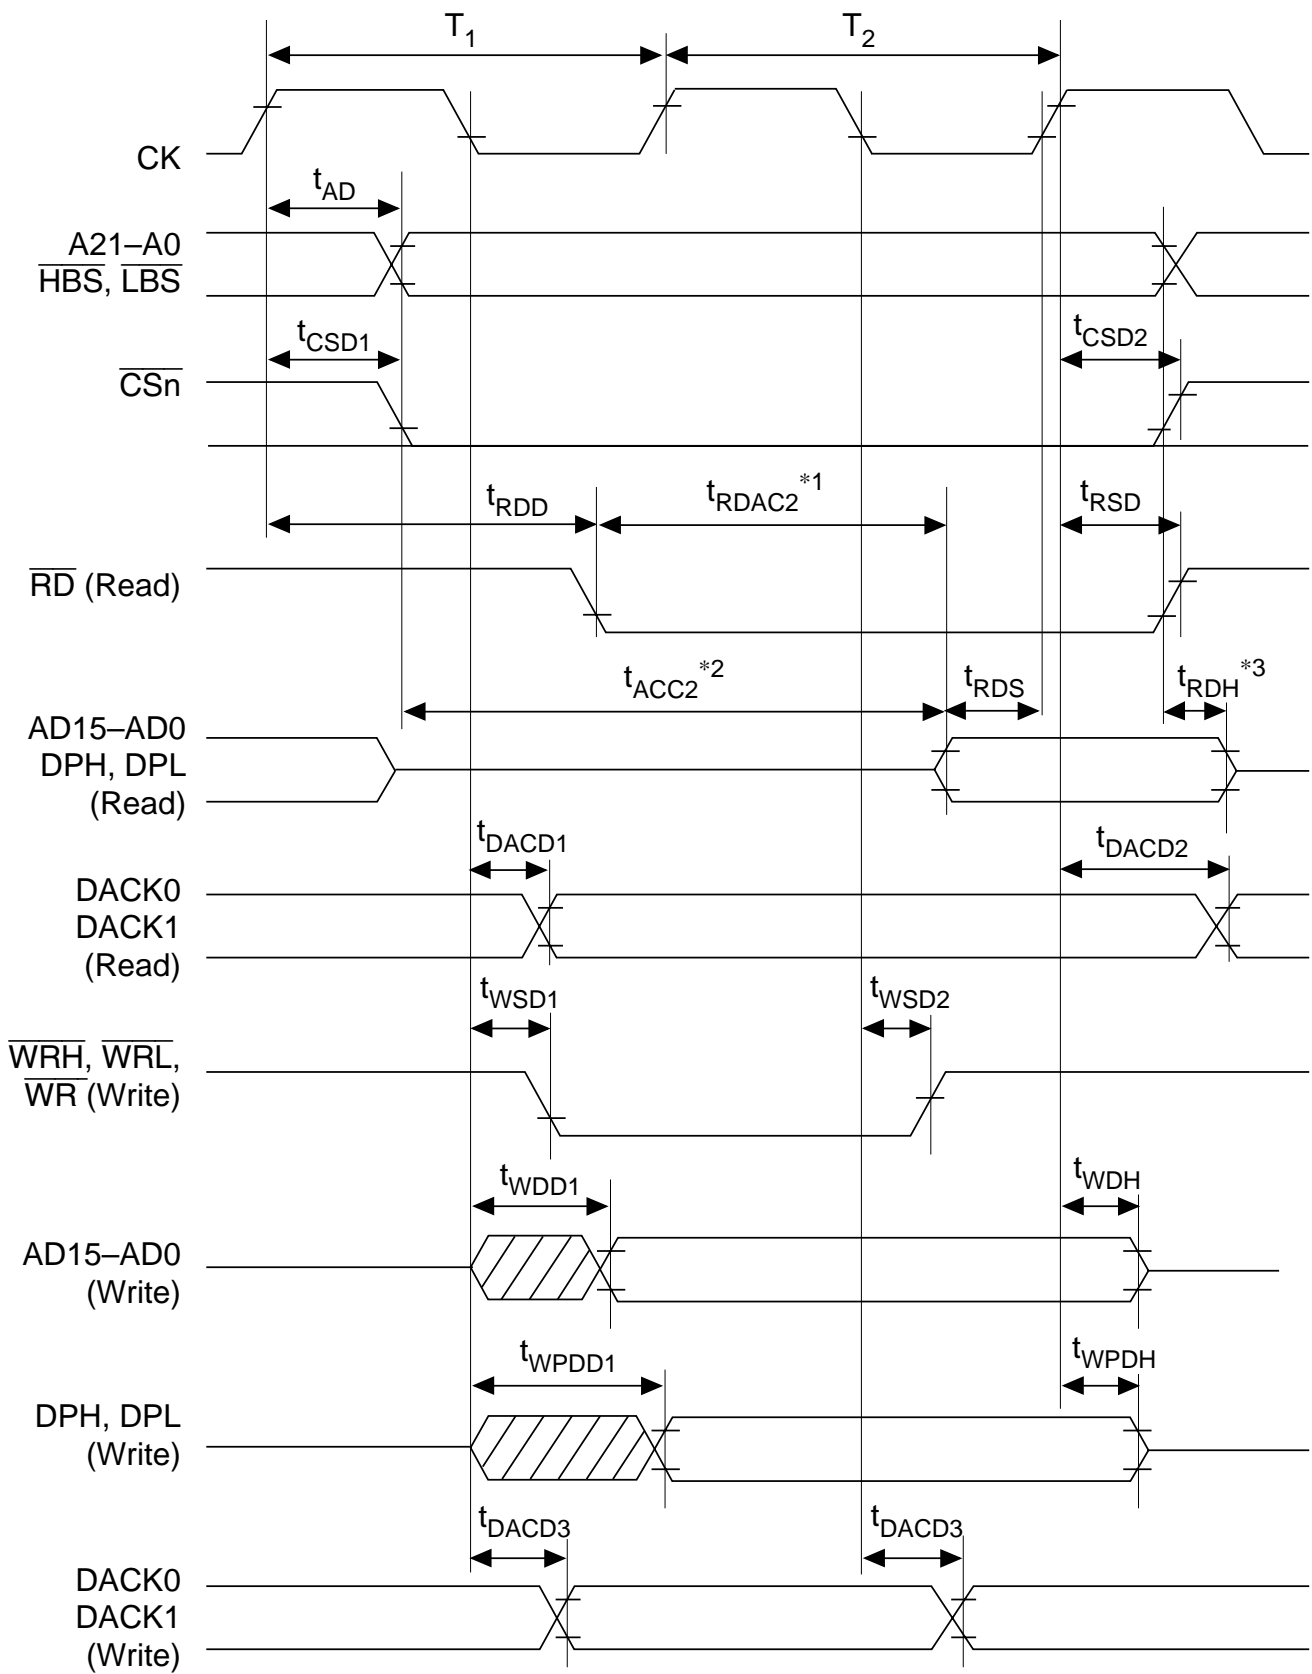 T1 T2
CK
tAD
A21–A0
HBS, LBS
tCSD1 tCSD2
CSn
tRDD tRDAC2*1 tRSD
RD (Read)
tACC2*2 tRDS tRDH*3
AD15–AD0
DPH, DPL
(Read)
tDACD1 tDACD2
DACK0
DACK1
(Read)
tWSD1 tWSD2
WRH, WRL,
WR (Write)
tWDD1 tWDH
AD15–AD0
(Write)
tWPDD1 tWPDH
DPH, DPL
(Write)
tDACD3 tDACD3
DACK0
DACK1
(Write)